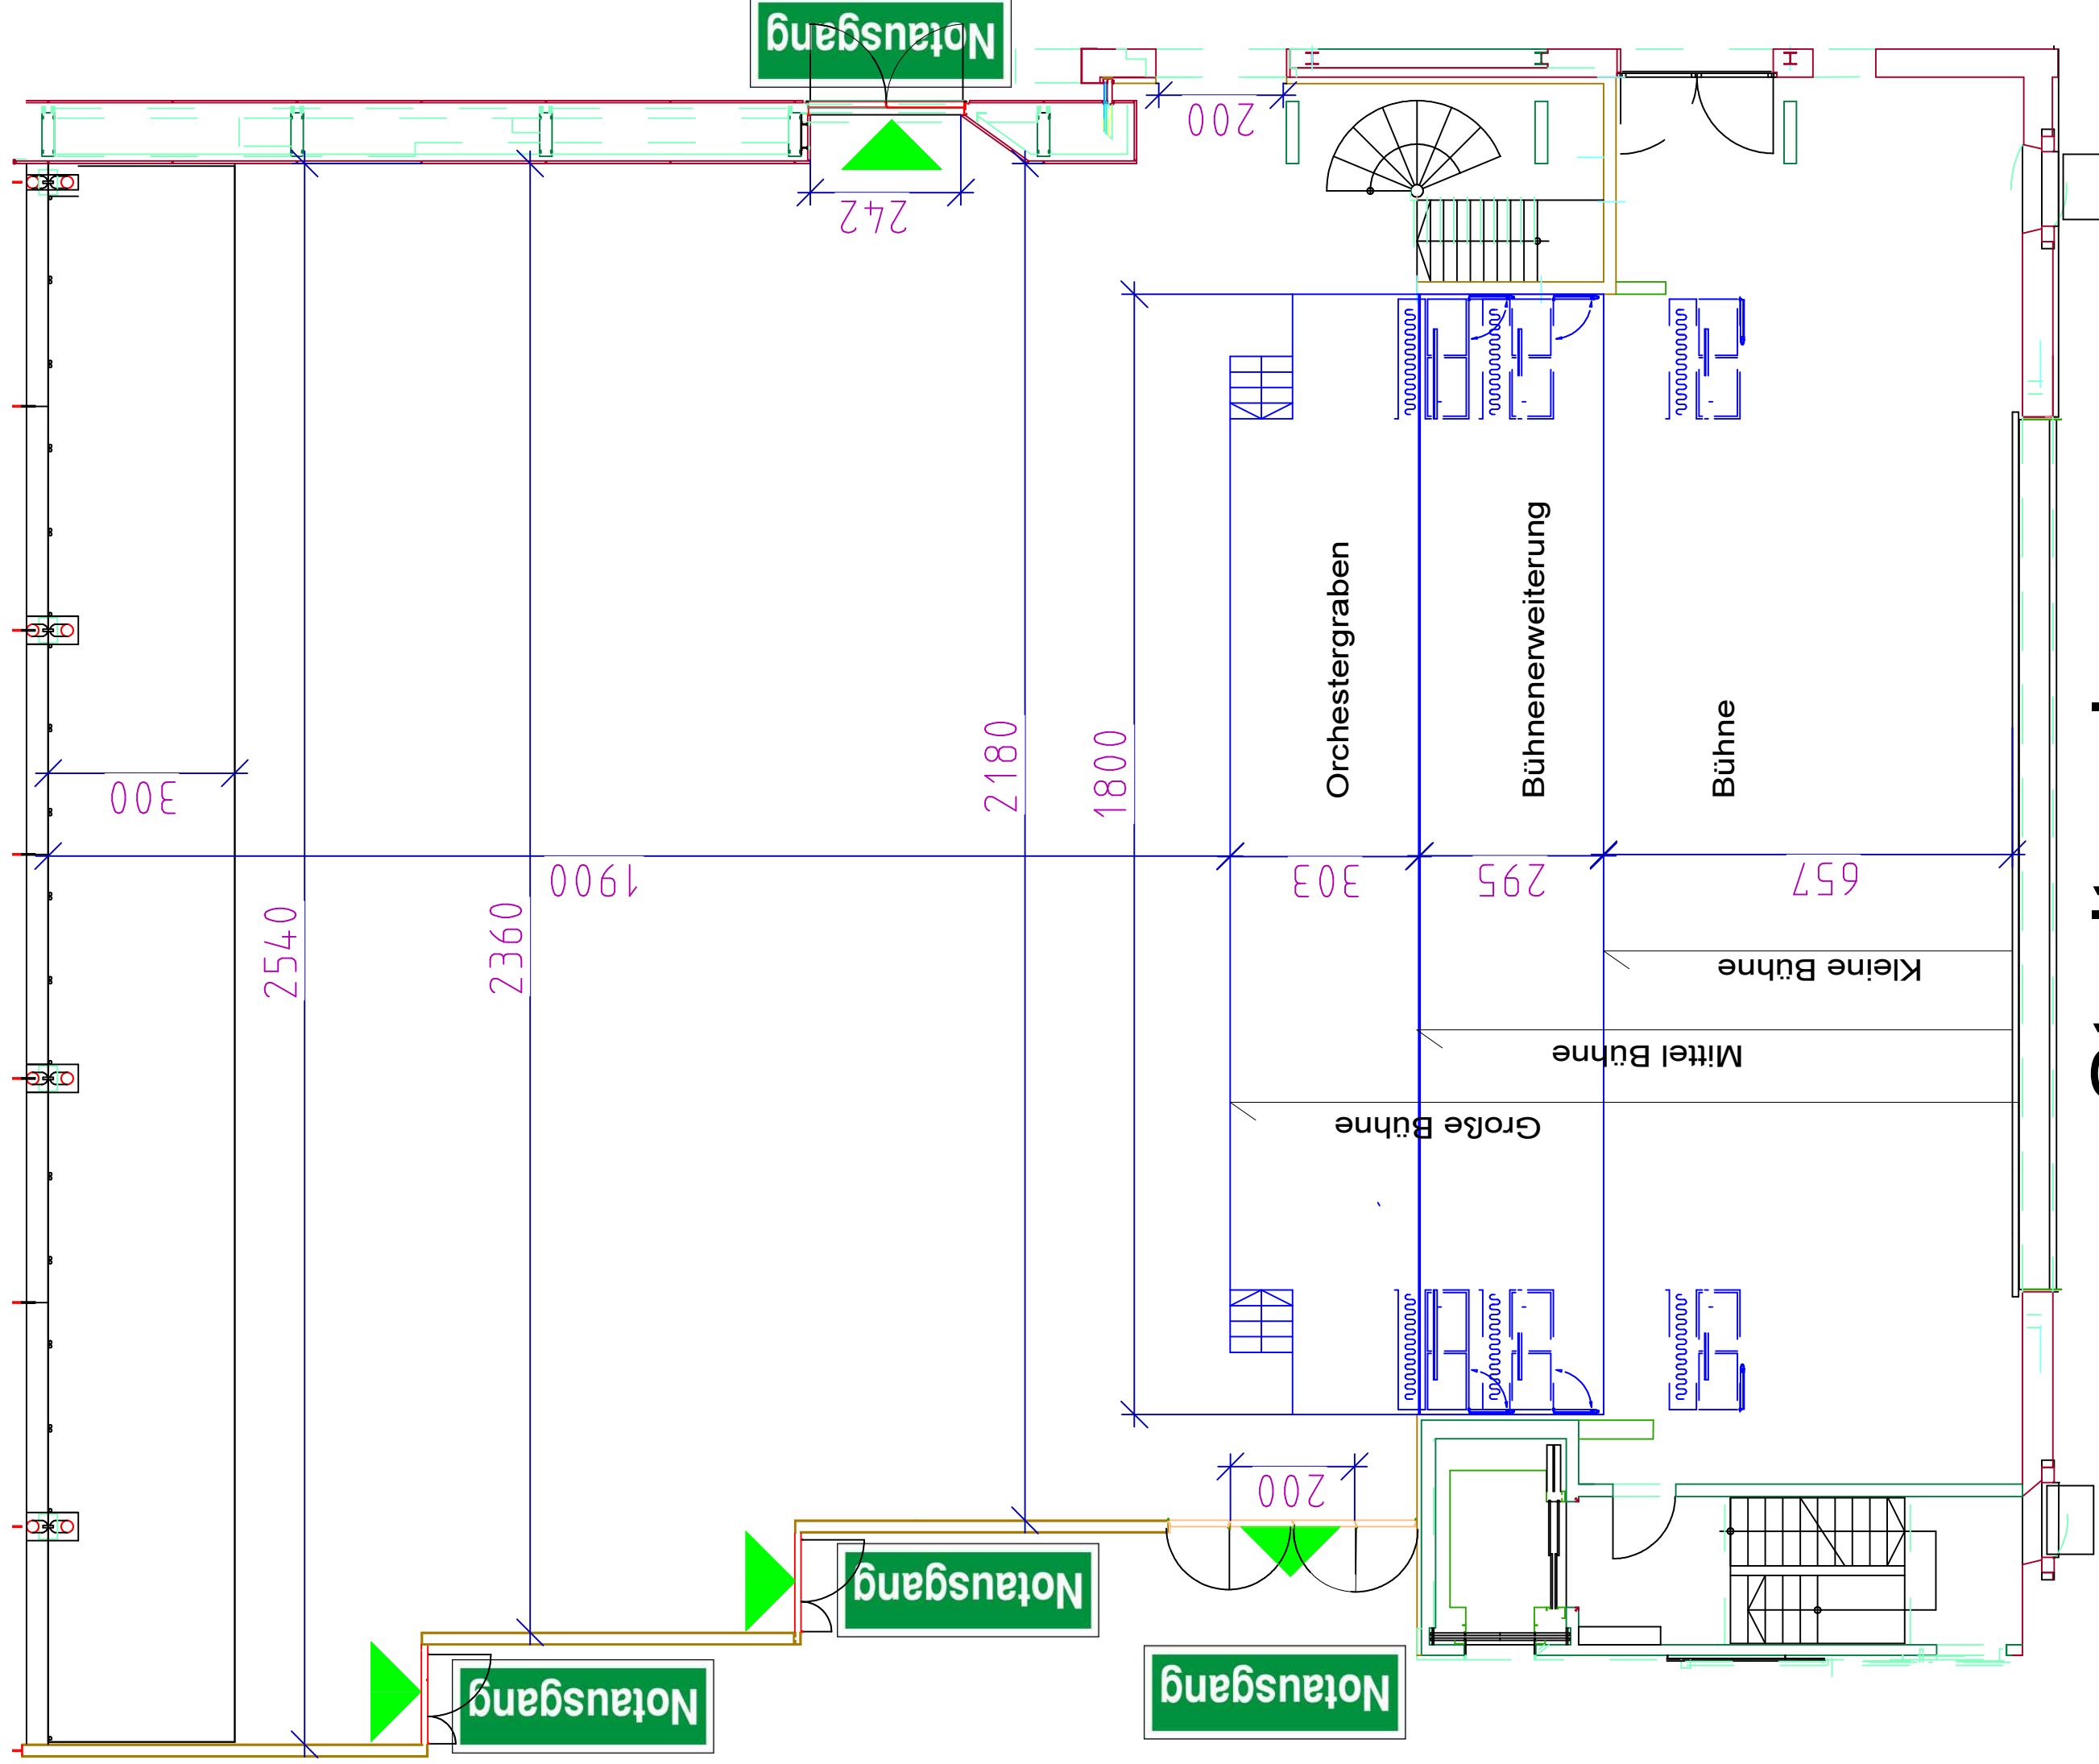 Notausgang
200
242
300
2540
2360
1900
2180
1800
Orchestergraben
Bühnenerweiterung
Bühne
303
295
657
Kleine Bühne
Mittel Bühne
Große Bühne
200
Notausgang
Notausgang
Notausgang